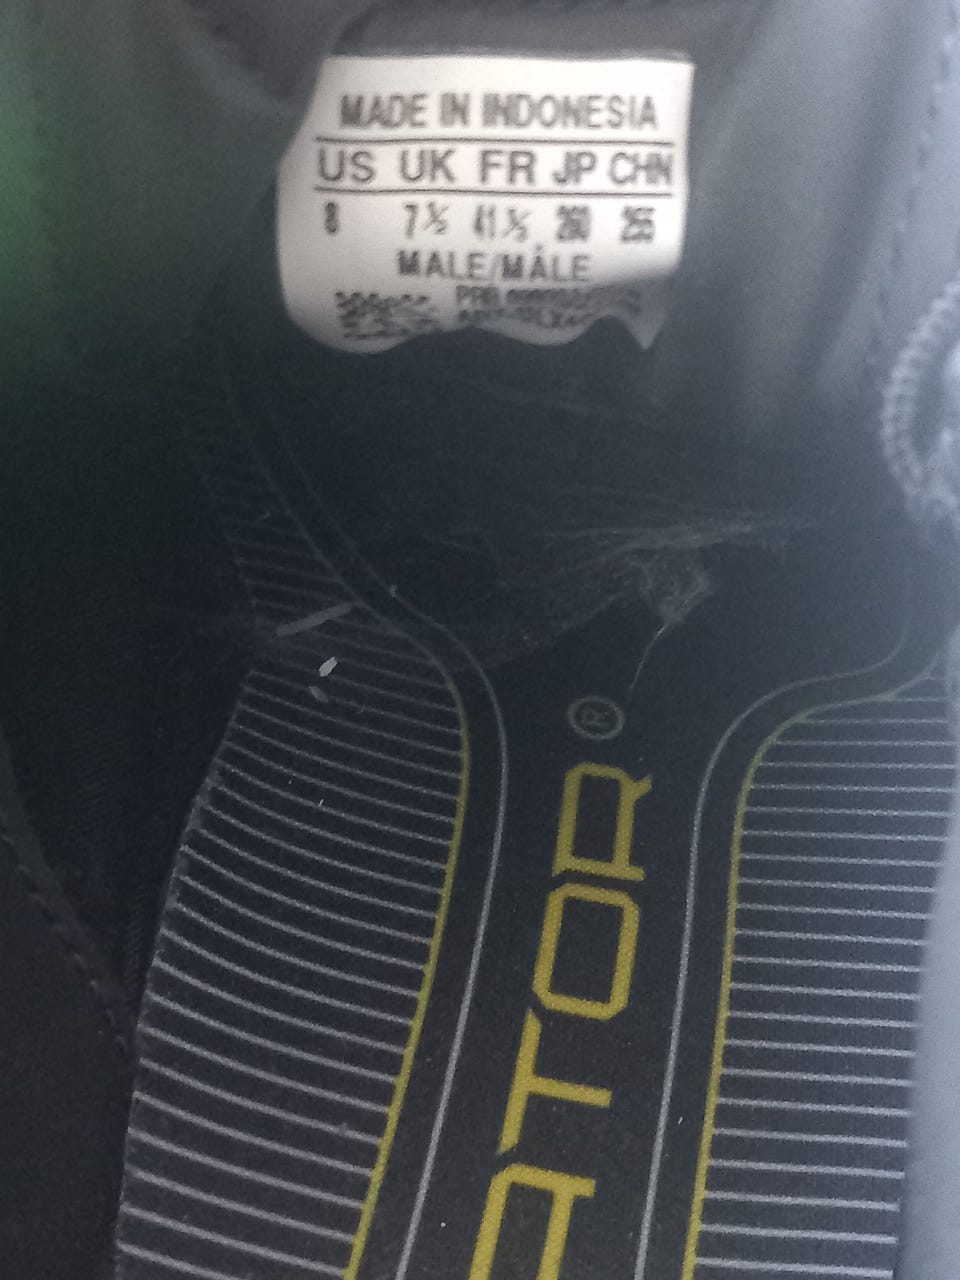 MADE IN INDONESIA
US UK FR JP CHN
8 7½ 41⅓ 260 255
MALE/MÂLE
ATOR®